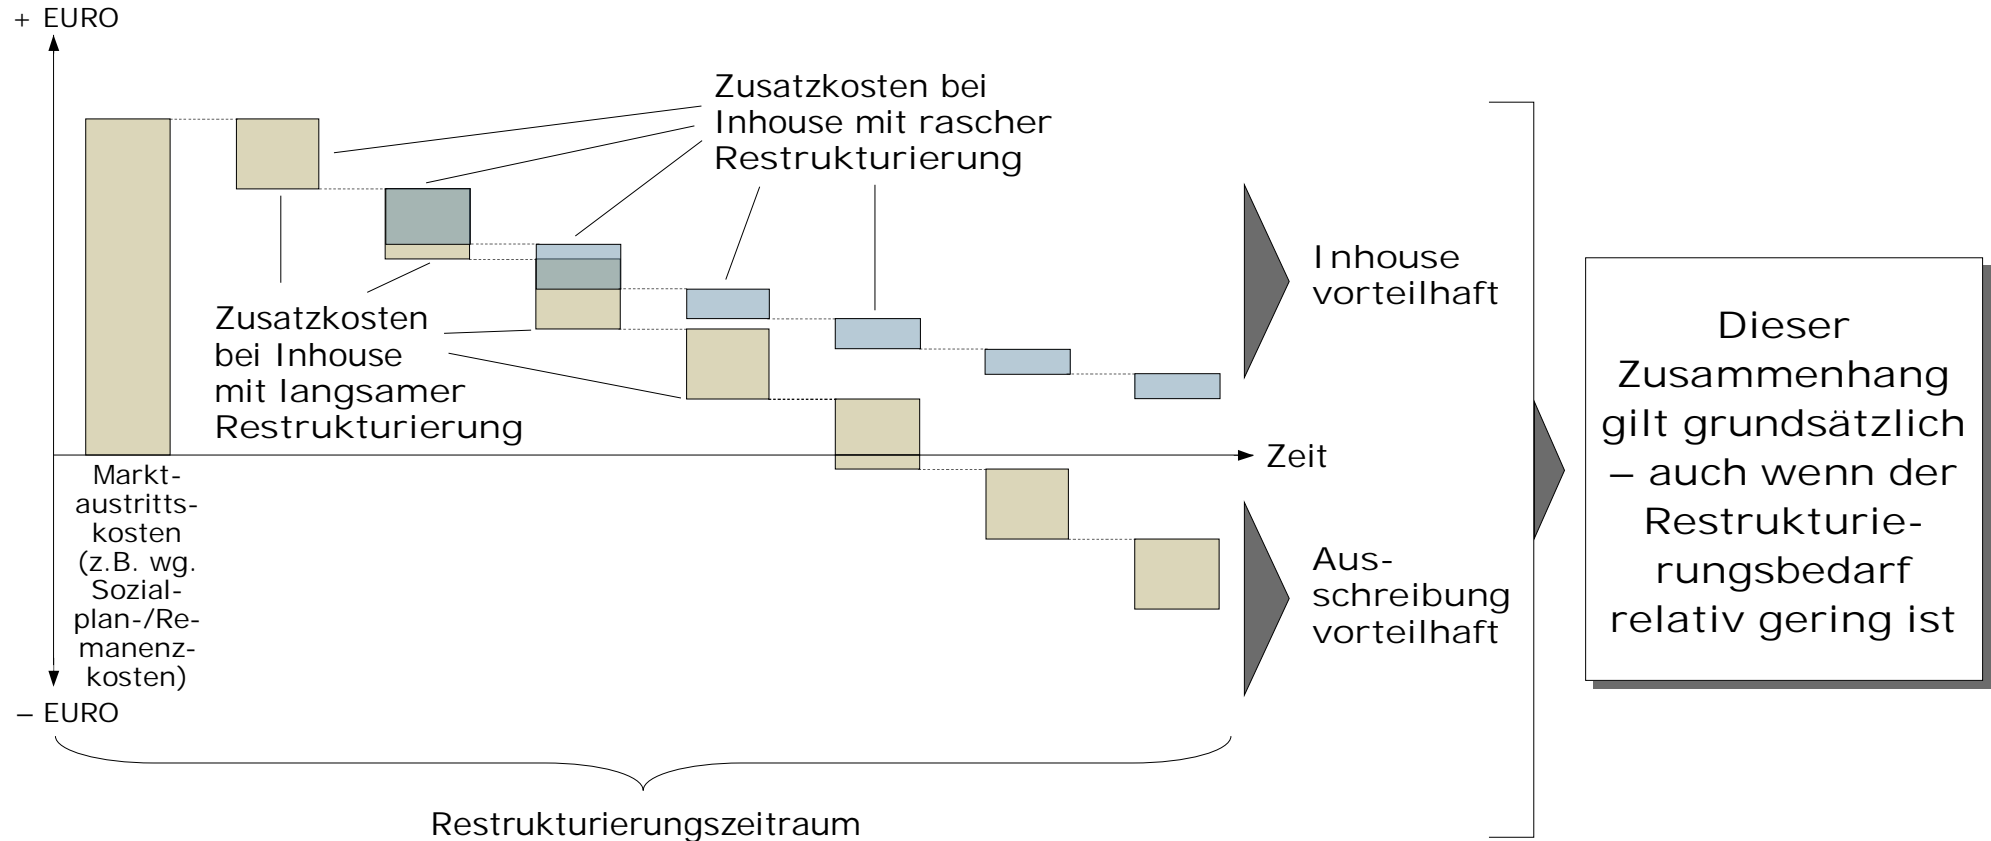 + EURO
Zusatzkosten bei
Inhouse mit rascher
Restrukturierung
Zusatzkosten
bei Inhouse
mit langsamer
Restrukturierung
Inhouse
vorteilhaft
Zeit
Markt-
austritts-
kosten
(z.B. wg.
Sozial-
plan-/Re-
manenz-
kosten)
– EURO
Aus-
schreibung
vorteilhaft
Restrukturierungszeitraum
Dieser
Zusammenhang
gilt grundsätzlich
– auch wenn der
Restrukturie-
rungsbedarf
relativ gering ist